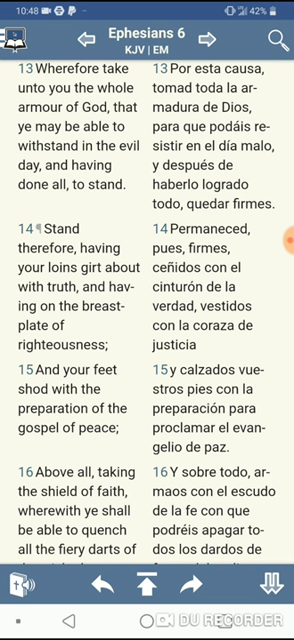 10:48
42%
Ephesians 6
KJV | EM
13 Wherefore take
unto you the whole
armour of God, that
ye may be able to
withstand in the evil
day, and having
done all, to stand.
13 Por esta causa,
tomad toda la ar-
madura de Dios,
para que podáis re-
sistir en el día malo,
y después de
haberlo logrado
todo, quedar firmes.
14 ¶ Stand
therefore, having
your loins girt about
with truth, and hav-
ing on the breast-
plate of
righteousness;
14 Permaneced,
pues, firmes,
ceñidos con el
cinturón de la
verdad, vestidos
con la coraza de
justicia
15 And your feet
shod with the
preparation of the
gospel of peace;
15 y calzados vue-
stros pies con la
preparación para
proclamar el evan-
gelio de paz.
16 Above all, taking
the shield of faith,
wherewith ye shall
be able to quench
all the fiery darts of
16 Y sobre todo, ar-
maos con el escudo
de la fe con que
podréis apagar to-
dos los dardos de
DU RECORDER